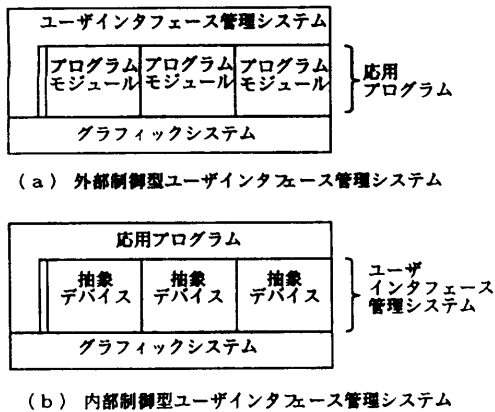 ユーザインタフェース管理システム
プログラム プログラム プログラム
モジュール モジュール モジュール
応用
プログラム
グラフィックシステム
(a) 外部制御型ユーザインタフェース管理システム
応用プログラム
抽象 抽象 抽象
デバイス デバイス デバイス
ユーザ
インタフェース
管理システム
グラフィックシステム
(b) 内部制御型ユーザインタフェース管理システム